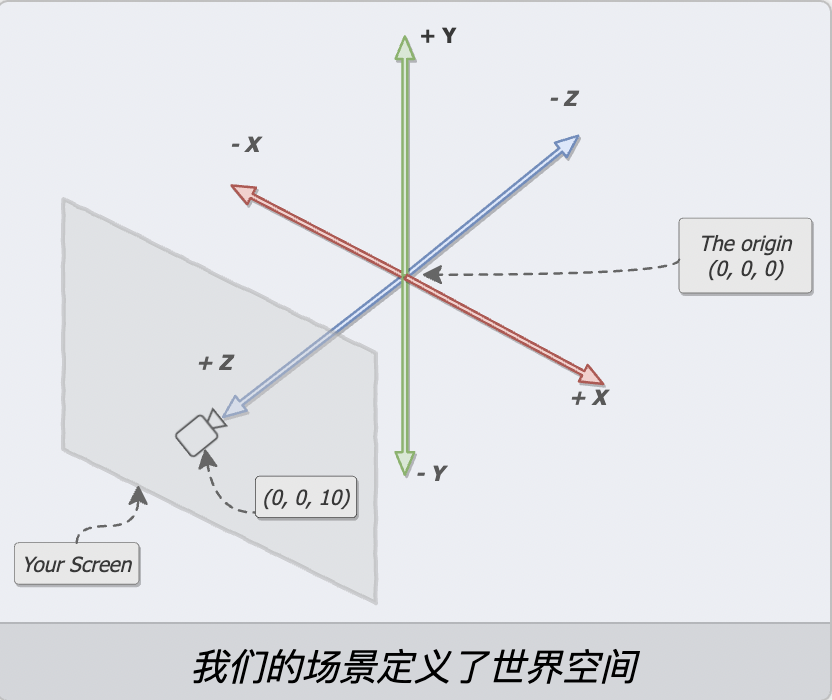 + Y
- Z
- X
The origin
(0, 0, 0)
+ Z
+ X
- Y
(0, 0, 10)
Your Screen
我们的场景定义了世界空间